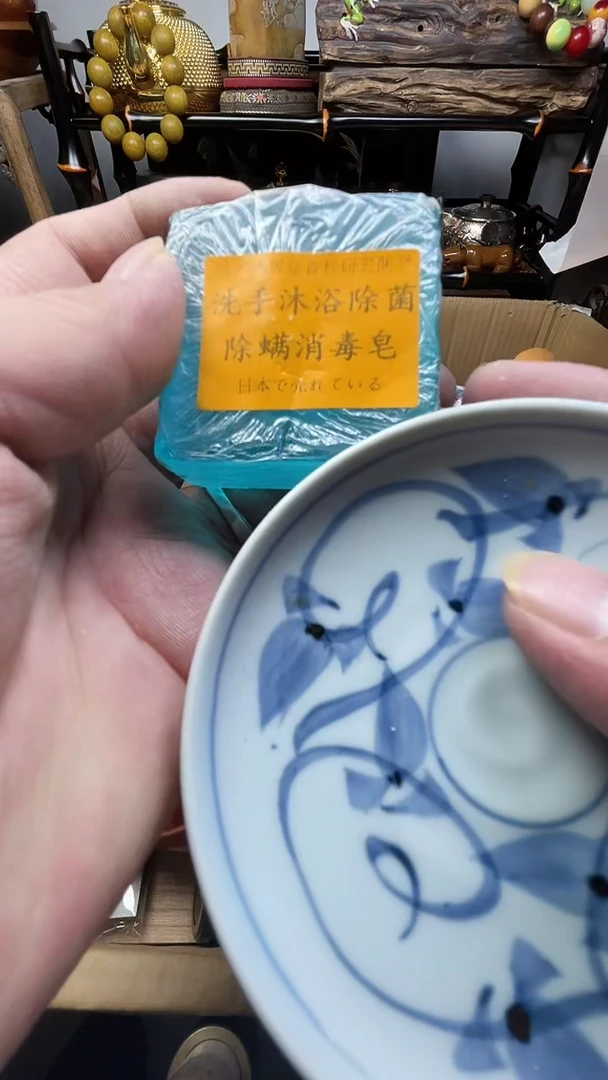 洗手沐浴除菌
除螨消毒皂
日本で売れている